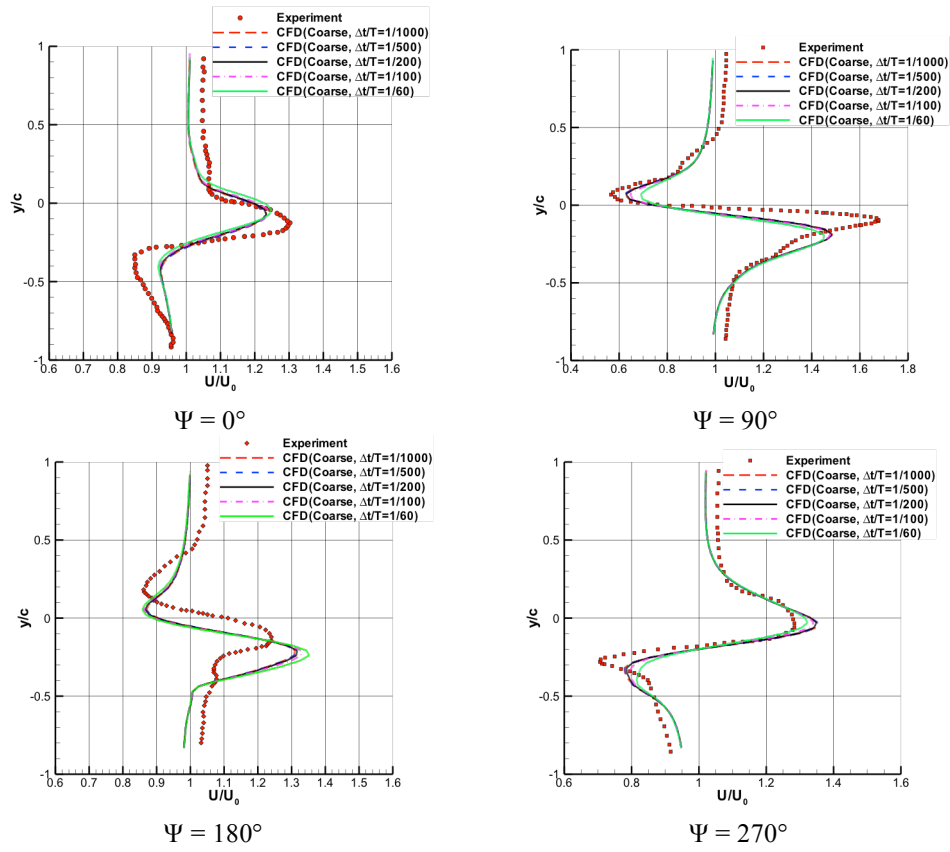 Experiment
CFD(Coarse, Δt/T=1/1000)
CFD(Coarse, Δt/T=1/500)
CFD(Coarse, Δt/T=1/200)
CFD(Coarse, Δt/T=1/100)
CFD(Coarse, Δt/T=1/60)
1
0.5
0
-0.5
-1
y/c
0.6 0.7 0.8 0.9 1 1.1 1.2 1.3 1.4 1.5 1.6
U/U0
Ψ = 0°
Experiment
CFD(Coarse, Δt/T=1/1000)
CFD(Coarse, Δt/T=1/500)
CFD(Coarse, Δt/T=1/200)
CFD(Coarse, Δt/T=1/100)
CFD(Coarse, Δt/T=1/60)
1
0.5
0
-0.5
-1
y/c
0.4 0.6 0.8 1 1.2 1.4 1.6 1.8
U/U0
Ψ = 90°
Experiment
CFD(Coarse, Δt/T=1/1000)
CFD(Coarse, Δt/T=1/500)
CFD(Coarse, Δt/T=1/200)
CFD(Coarse, Δt/T=1/100)
CFD(Coarse, Δt/T=1/60)
1
0.5
0
-0.5
-1
y/c
0.6 0.7 0.8 0.9 1 1.1 1.2 1.3 1.4 1.5 1.6
U/U0
Ψ = 180°
Experiment
CFD(Coarse, Δt/T=1/1000)
CFD(Coarse, Δt/T=1/500)
CFD(Coarse, Δt/T=1/200)
CFD(Coarse, Δt/T=1/100)
CFD(Coarse, Δt/T=1/60)
1
0.5
0
-0.5
-1
y/c
0.6 0.8 1 1.2 1.4 1.6
U/U0
Ψ = 270°